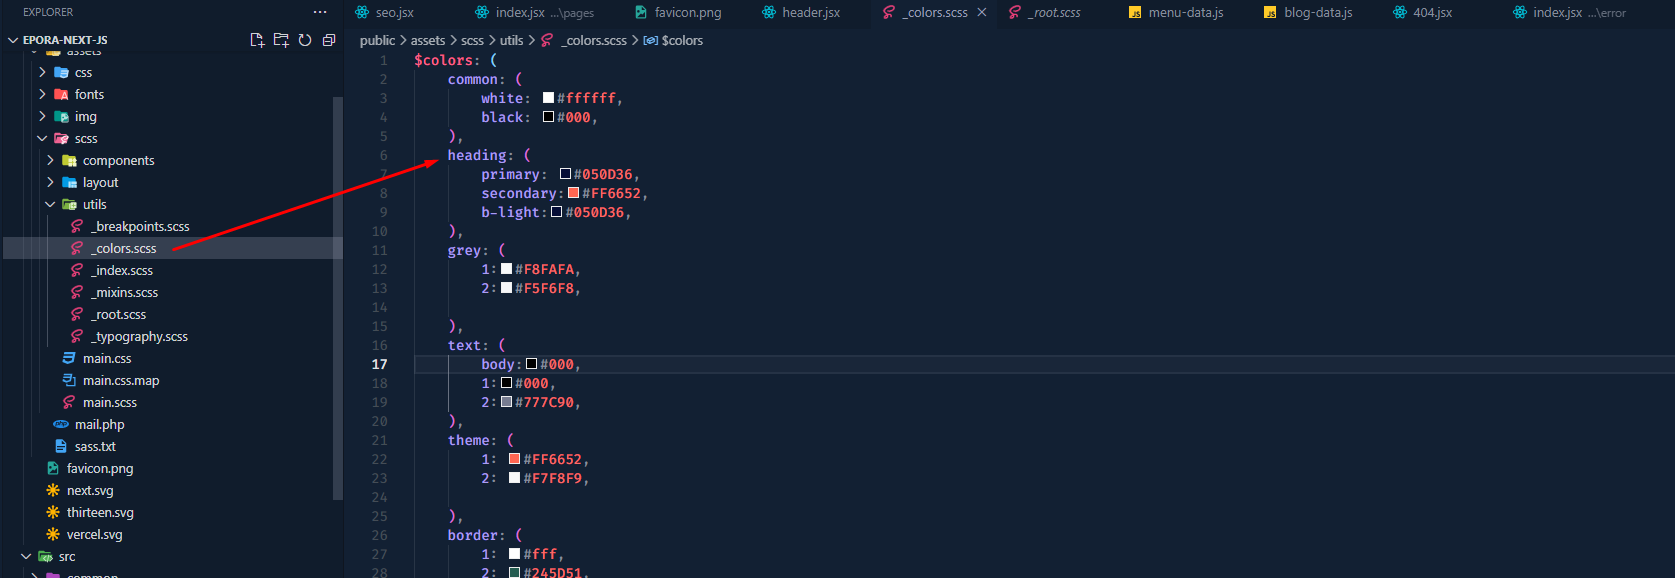 EXPLORER
EPORA-NEXT-JS
assets
css
fonts
img
scss
components
layout
utils
_breakpoints.scss
_colors.scss
_index.scss
_mixins.scss
_root.scss
_typography.scss
main.css
main.css.map
main.scss
mail.php
sass.txt
favicon.png
next.svg
thirteen.svg
vercel.svg
src
common
seo.jsx
index.jsx ...\pages
favicon.png
header.jsx
_colors.scss
_root.scss
menu-data.js
blog-data.js
404.jsx
index.jsx ...\error
public > assets > scss > utils > _colors.scss > $colors
1 $colors: (
2 common: (
3 white: #ffffff,
4 black: #000,
5 ),
6 heading: (
7 primary: #050D36,
8 secondary: #FF6652,
9 b-light: #050D36,
10 ),
11 grey: (
12 1: #F8FAFA,
13 2: #F5F6F8,
14
15 ),
16 text: (
17 body: #000,
18 1: #000,
19 2: #777C90,
20 ),
21 theme: (
22 1: #FF6652,
23 2: #F7F8F9,
24
25 ),
26 border: (
27 1: #fff,
28 2: #245D51,